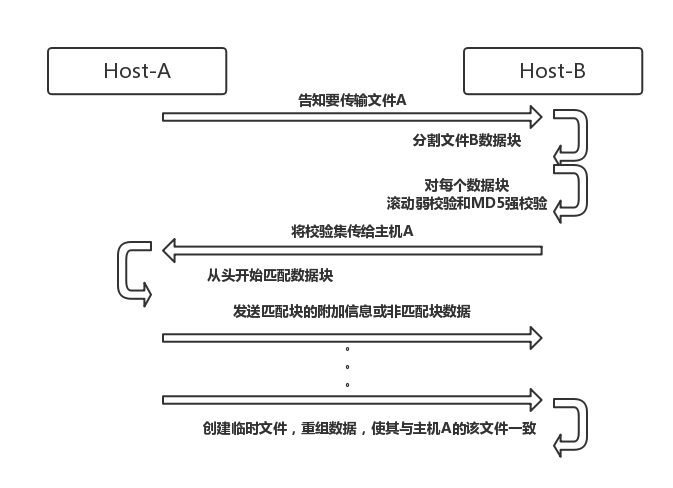 Host-A
Host-B
告知要传输文件A
分割文件B数据块
对每个数据块
滚动弱校验和MD5强校验
将校验集传给主机A
从头开始匹配数据块
发送匹配块的附加信息或非匹配块数据
。
。
。
创建临时文件，重组数据，使其与主机A的该文件一致